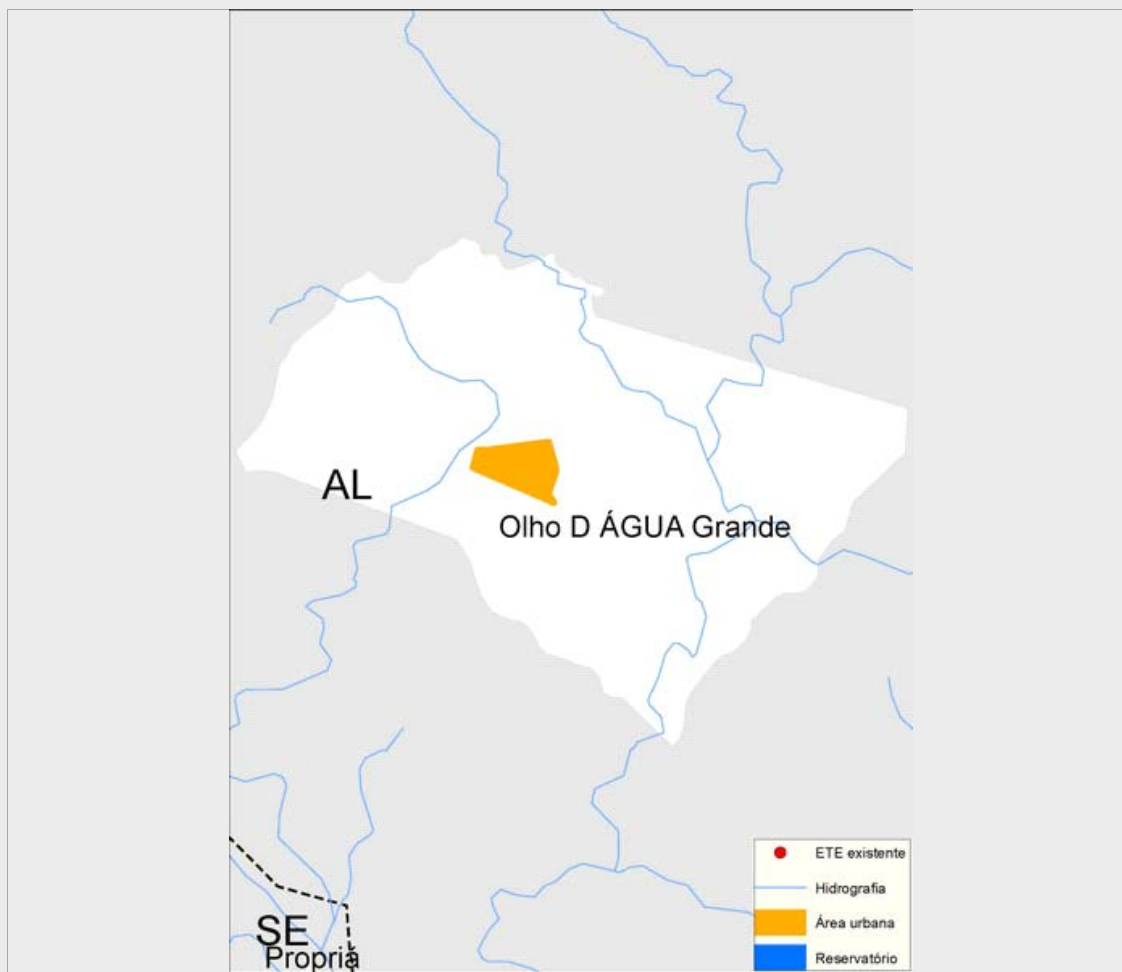 AL
Olho D ÁGUA Grande
ETE existente
Hidrografia
Área urbana
Reservatório
SE
Propriá